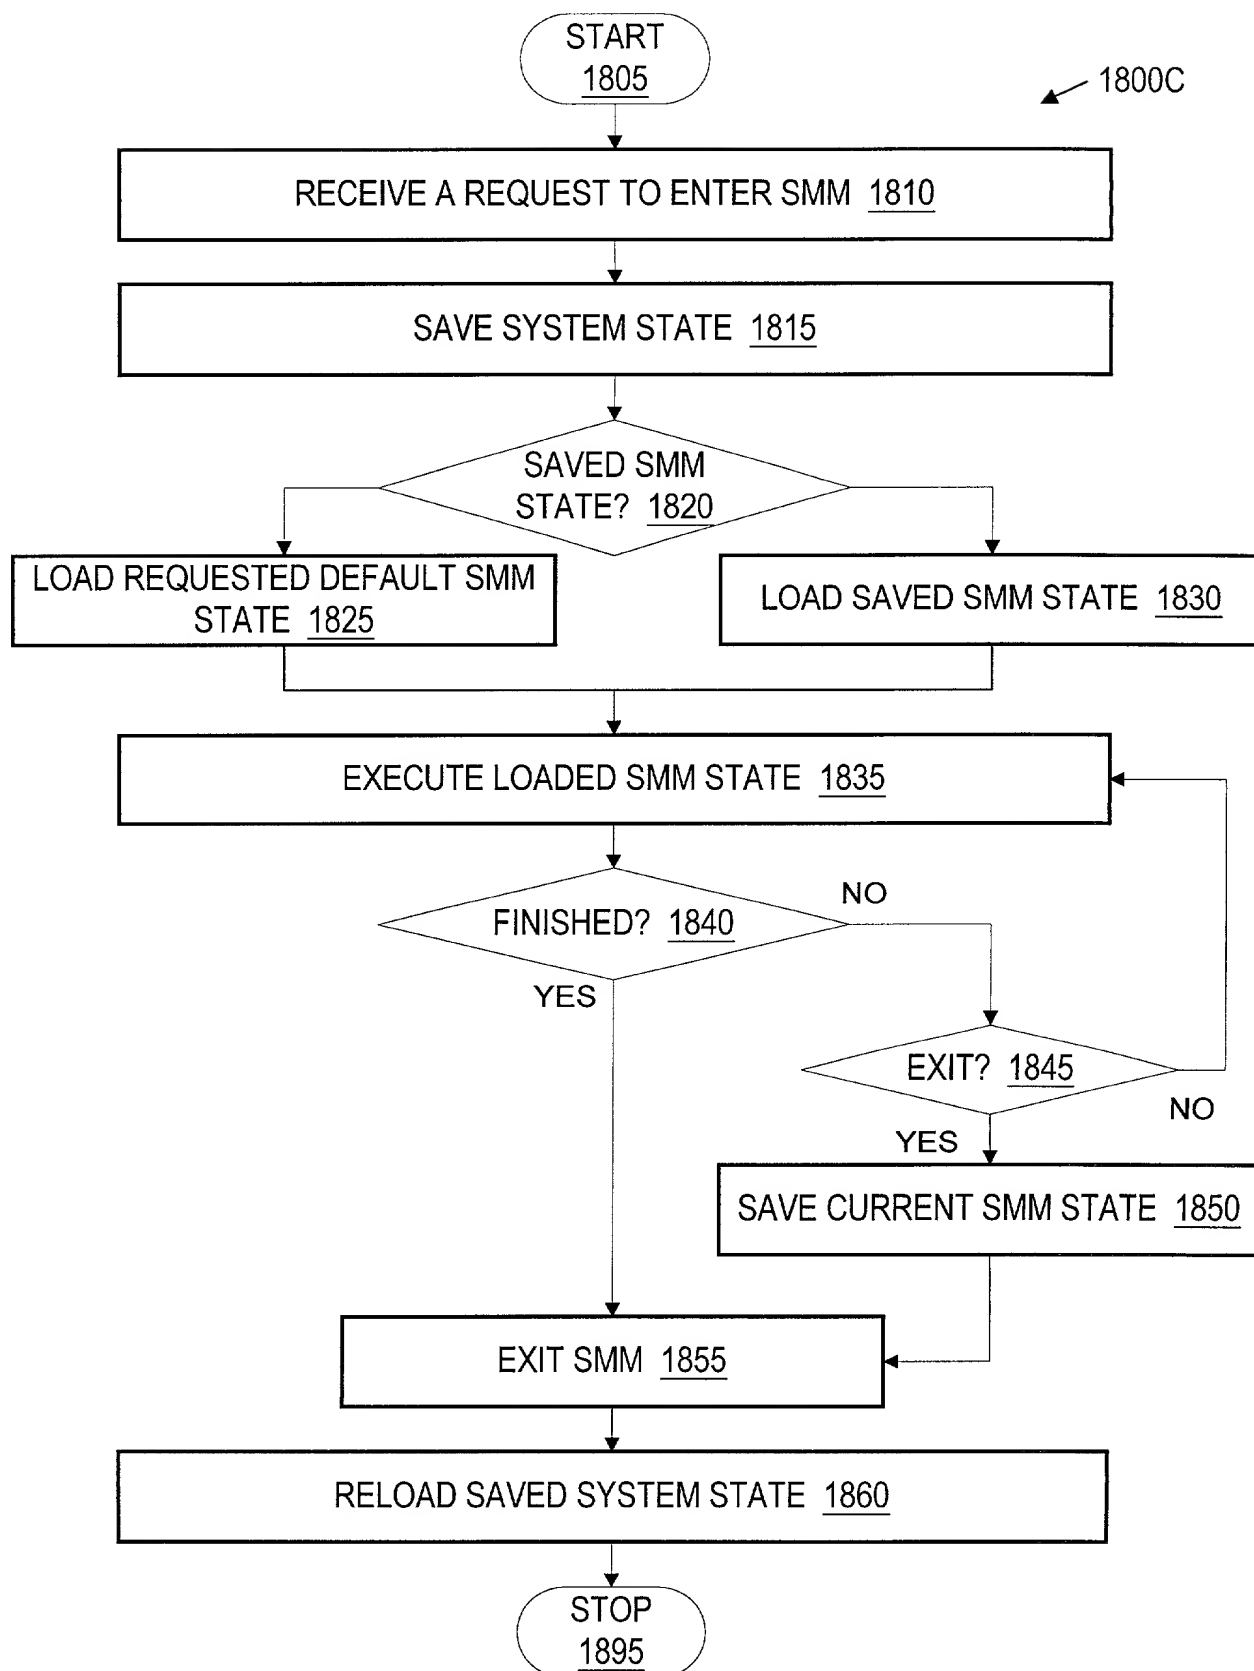 START
1805
1800C
RECEIVE A REQUEST TO ENTER SMM 1810
SAVE SYSTEM STATE 1815
SAVED SMM
STATE? 1820
LOAD REQUESTED DEFAULT SMM
STATE 1825
LOAD SAVED SMM STATE 1830
EXECUTE LOADED SMM STATE 1835
FINISHED? 1840
NO
YES
EXIT? 1845
NO
YES
SAVE CURRENT SMM STATE 1850
EXIT SMM 1855
RELOAD SAVED SYSTEM STATE 1860
STOP
1895